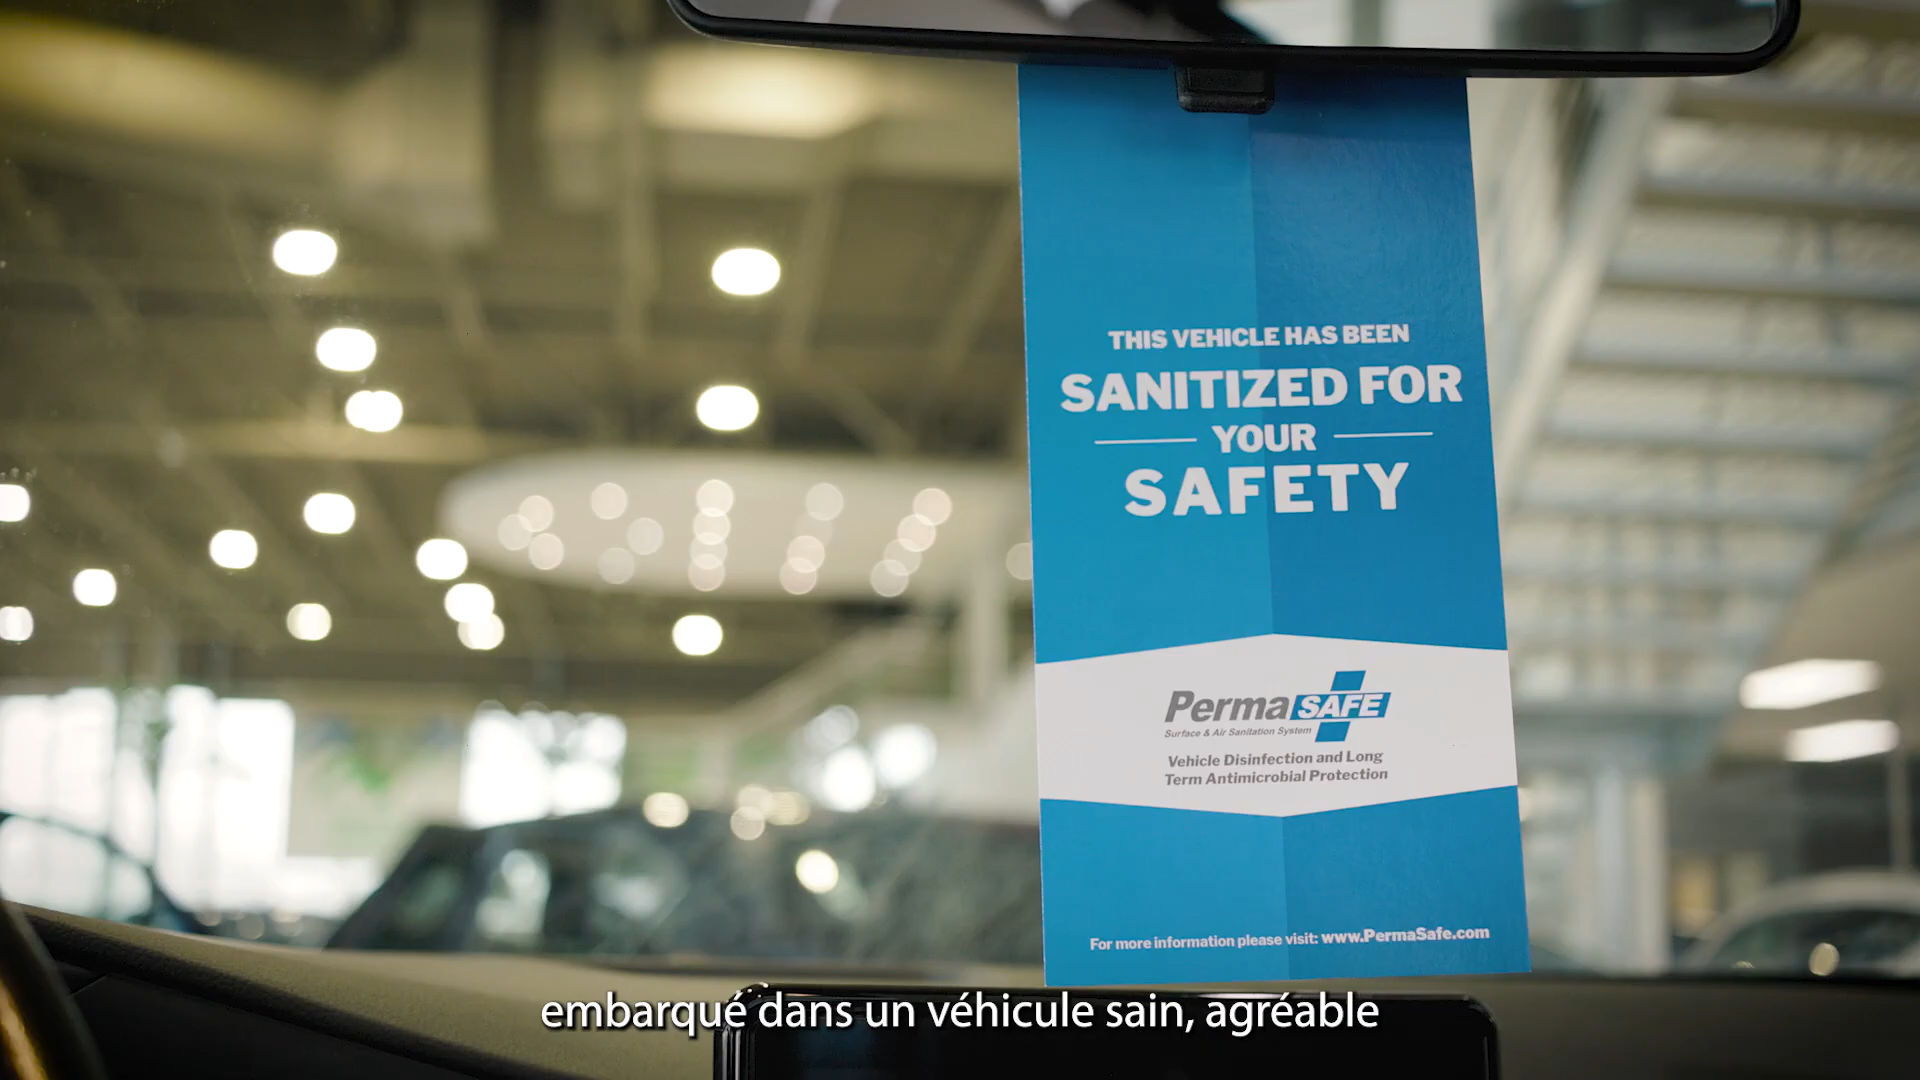 THIS VEHICLE HAS BEEN
SANITIZED FOR
YOUR
SAFETY
PermaSAFE
Surface & Air Sanitation System
Vehicle Disinfection and Long
Term Antimicrobial Protection
For more information please visit: www.PermaSafe.com
embarqué dans un véhicule sain, agréable